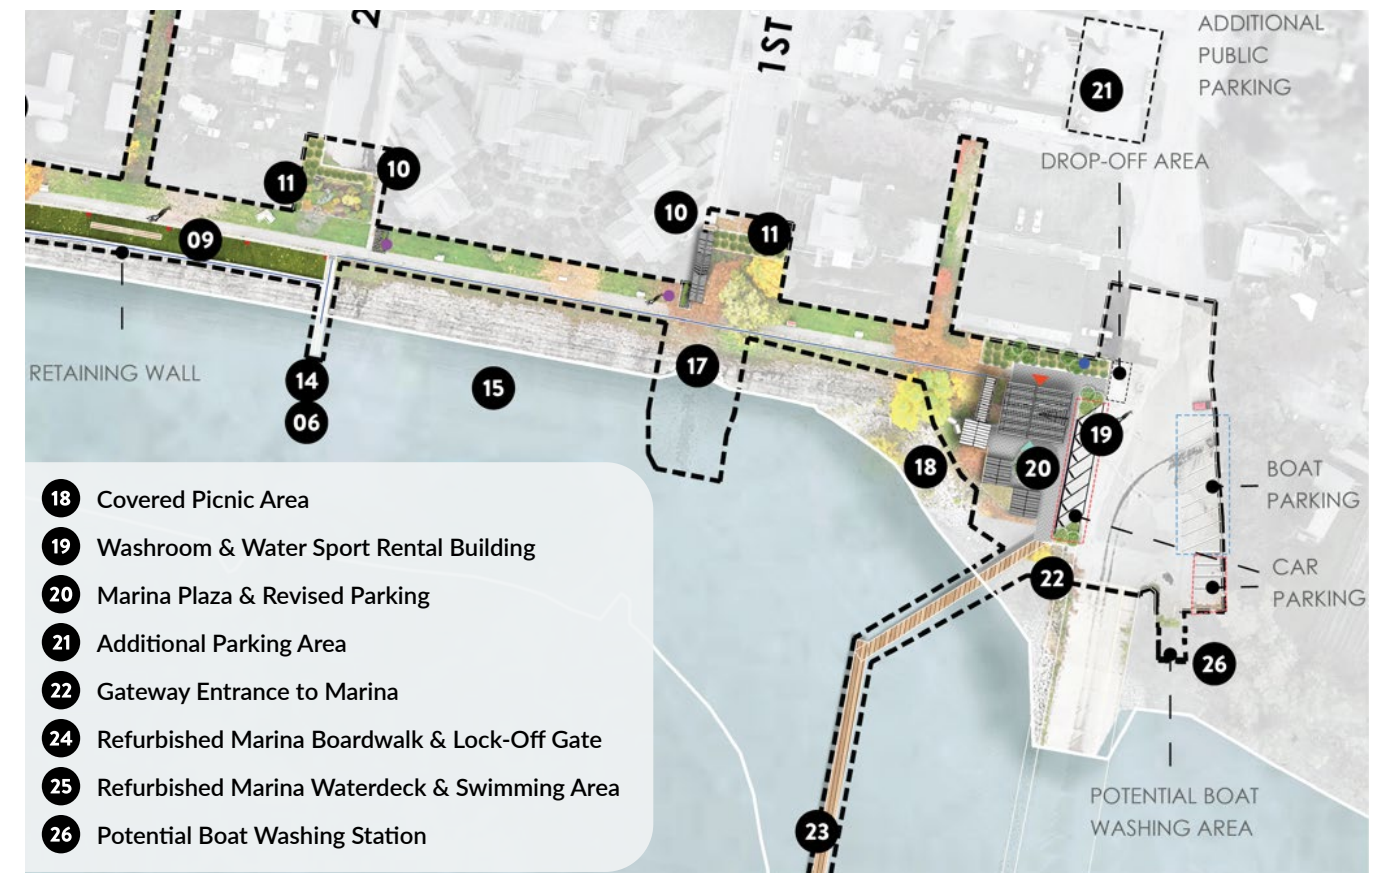 2
1ST
ADDITIONAL
PUBLIC
PARKING
21
DROP-OFF AREA
11
10
10
11
09
RETAINING WALL
14
06
15
17
18
19
20
BOAT
PARKING
CAR
PARKING
22
26
23
POTENTIAL BOAT
WASHING AREA
18 Covered Picnic Area
19 Washroom & Water Sport Rental Building
20 Marina Plaza & Revised Parking
21 Additional Parking Area
22 Gateway Entrance to Marina
24 Refurbished Marina Boardwalk & Lock-Off Gate
25 Refurbished Marina Waterdeck & Swimming Area
26 Potential Boat Washing Station